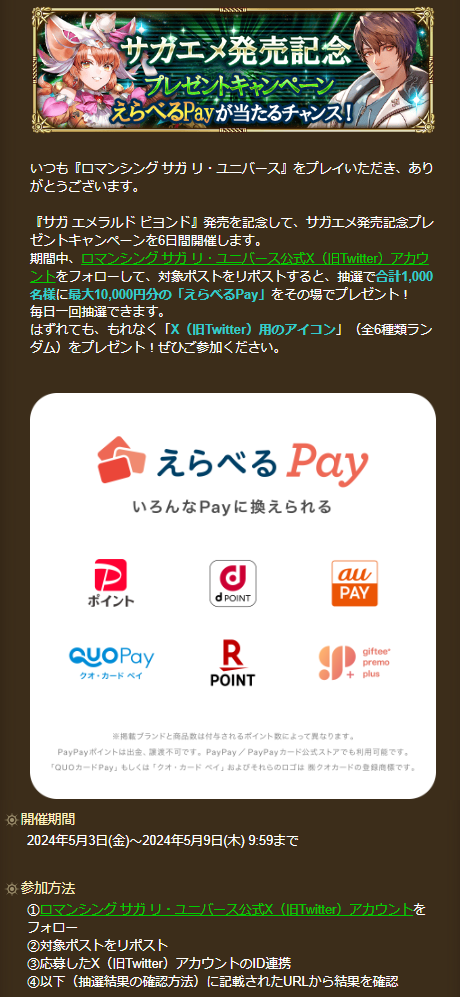 サガエメ発売記念
プレゼントキャンペーン
えらべるPayが当たるチャンス！
いつも『ロマンシング サガ リ・ユニバース』をプレイいただき、あり
がとうございます。
『サガ エメラルド ビヨンド』発売を記念して、サガエメ発売記念プレ
ゼントキャンペーンを6日間開催します。
期間中、ロマンシング サガ リ・ユニバース公式X（旧Twitter）アカウ
ントをフォローして、対象ポストをリポストすると、抽選で合計1,000
名様に最大10,000円分の「えらべるPay」をその場でプレゼント！
毎日一回抽選できます。
はずれても、もれなく「X（旧Twitter）用のアイコン」（全6種類ラン
ダム）をプレゼント！ぜひご参加ください。
えらべる Pay
いろんなPayに換えられる
P
ポイント
d
d POINT
au
PAY
QUO Pay
クオ・カード ペイ
R
POINT
gp+
giftee
premo
plus
※掲載ブランドと商品数は付与されるポイント数によって異なります。
PayPayポイントは出金、譲渡不可です。PayPay／PayPayカード公式ストアでも利用可能です。
「QUOカードPay」もしくは「クオ・カード ペイ」およびそれらのロゴは ㈱クオカードの登録商標です。
開催期間
2024年5月3日(金)～2024年5月9日(木) 9:59まで
参加方法
①ロマンシング サガ リ・ユニバース公式X（旧Twitter）アカウントを
フォロー
②対象ポストをリポスト
③応募したX（旧Twitter）アカウントのID連携
④以下（抽選結果の確認方法）に記載されたURLから結果を確認